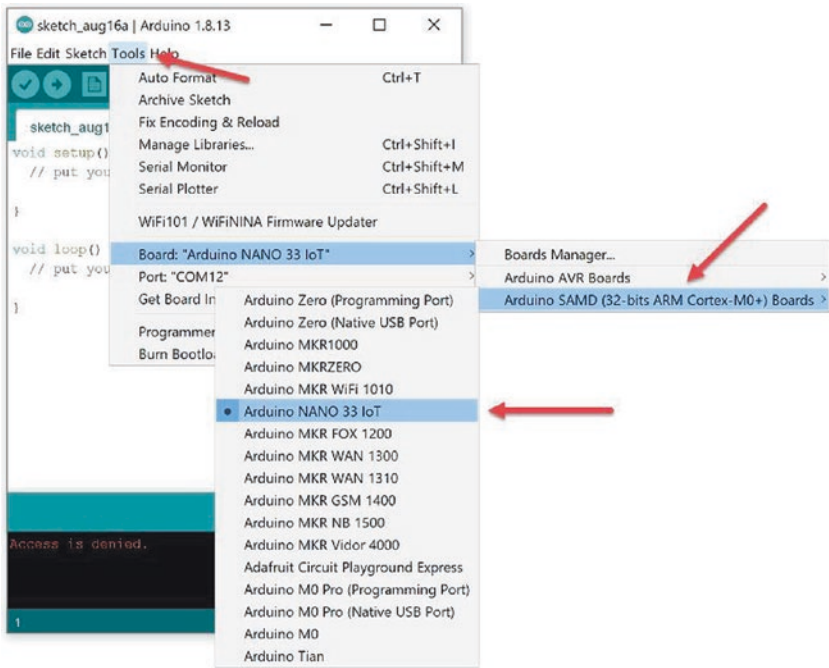 sketch_aug16a | Arduino 1.8.13
File Edit Sketch Tools Help
Auto Format Ctrl+T
Archive Sketch
Fix Encoding & Reload
Manage Libraries... Ctrl+Shift+I
Serial Monitor Ctrl+Shift+M
Serial Plotter Ctrl+Shift+L
WiFi101 / WiFiNINA Firmware Updater
Board: "Arduino NANO 33 IoT"
Port: "COM12"
Get Board In
Programmer
Burn Bootlo
sketch_aug1
void setup()
// put you
}
void loop()
// put you
}
Boards Manager...
Arduino AVR Boards
Arduino SAMD (32-bits ARM Cortex-M0+) Boards
Arduino Zero (Programming Port)
Arduino Zero (Native USB Port)
Arduino MKR1000
Arduino MKRZERO
Arduino MKR WiFi 1010
Arduino NANO 33 IoT
Arduino MKR FOX 1200
Arduino MKR WAN 1300
Arduino MKR WAN 1310
Arduino MKR GSM 1400
Arduino MKR NB 1500
Arduino MKR Vidor 4000
Adafruit Circuit Playground Express
Arduino M0 Pro (Programming Port)
Arduino M0 Pro (Native USB Port)
Arduino M0
Arduino Tian
Access is denied.
1